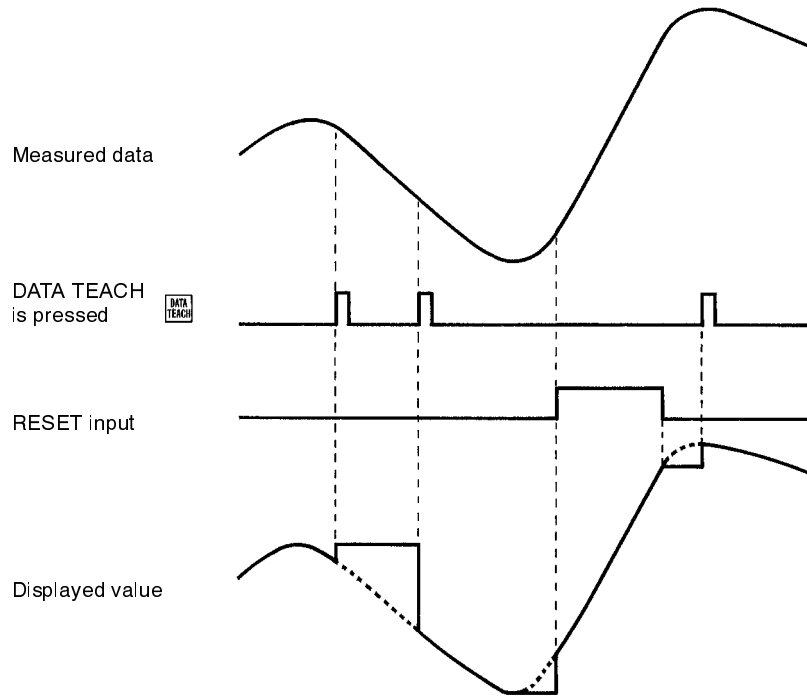 Measured data
DATA TEACH
is pressed
DATA
TEACH
RESET input
Displayed value